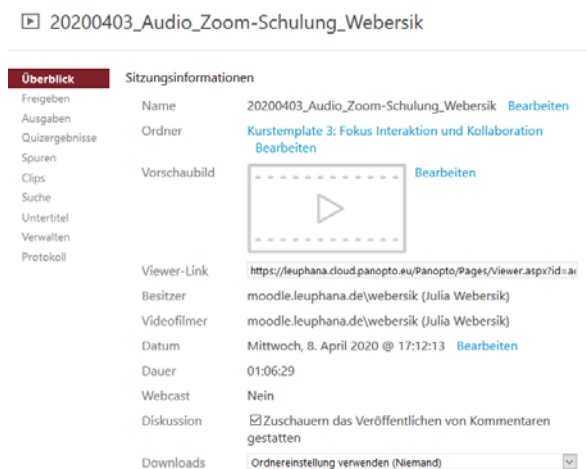 20200403_Audio_Zoom-Schulung_Webersik
Überblick
Freigeben
Ausgaben
Quizergebnisse
Spuren
Clips
Suche
Untertitel
Verwalten
Protokoll
Sitzungsinformationen
Name 20200403_Audio_Zoom-Schulung_Webersik Bearbeiten
Ordner Kurstemplate 3: Fokus Interaktion und Kollaboration
Bearbeiten
Vorschaubild Bearbeiten
Viewer-Link https://leuphana.cloud.panopto.eu/Panopto/Pages/Viewer.aspx?id=a
Besitzer moodle.leuphana.de\webersik (Julia Webersik)
Videofilmer moodle.leuphana.de\webersik (Julia Webersik)
Datum Mittwoch, 8. April 2020 @ 17:12:13 Bearbeiten
Dauer 01:06:29
Webcast Nein
Diskussion Zuschauern das Veröffentlichen von Kommentaren
gestatten
Downloads Ordnereinstellung verwenden (Niemand)